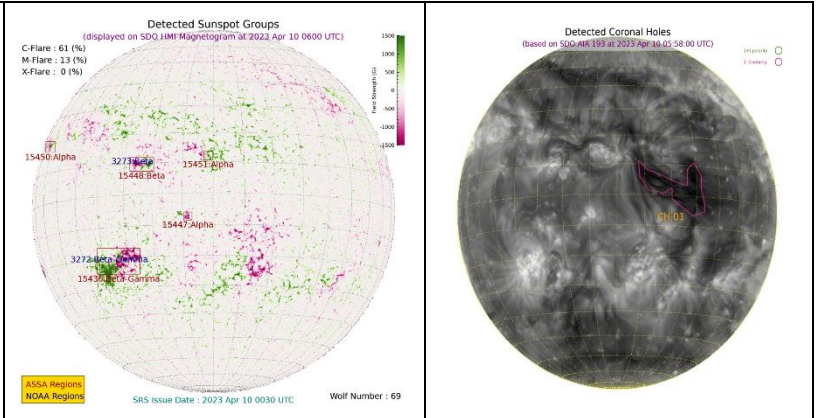 Detected Sunspot Groups
(displayed on SDO HMI Magnetogram at 2023 Apr 10 0600 UTC)
C-Flare : 61 (%)
M-Flare : 13 (%)
X-Flare : 0 (%)
1500
1000
500
0
-500
-1000
-1500
Field Strength (G)
15450:Alpha
3273:Beta
15448:Beta
15451:Alpha
15447:Alpha
3272:Beta-Gamma
15436:Beta-Gamma
ASSA Regions
NOAA Regions
SRS Issue Date : 2023 Apr 10 0030 UTC
Wolf Number : 69
Detected Coronal Holes
(based on SDO AIA 193 at 2023 Apr 10 05:58:00 UTC)
CH 01